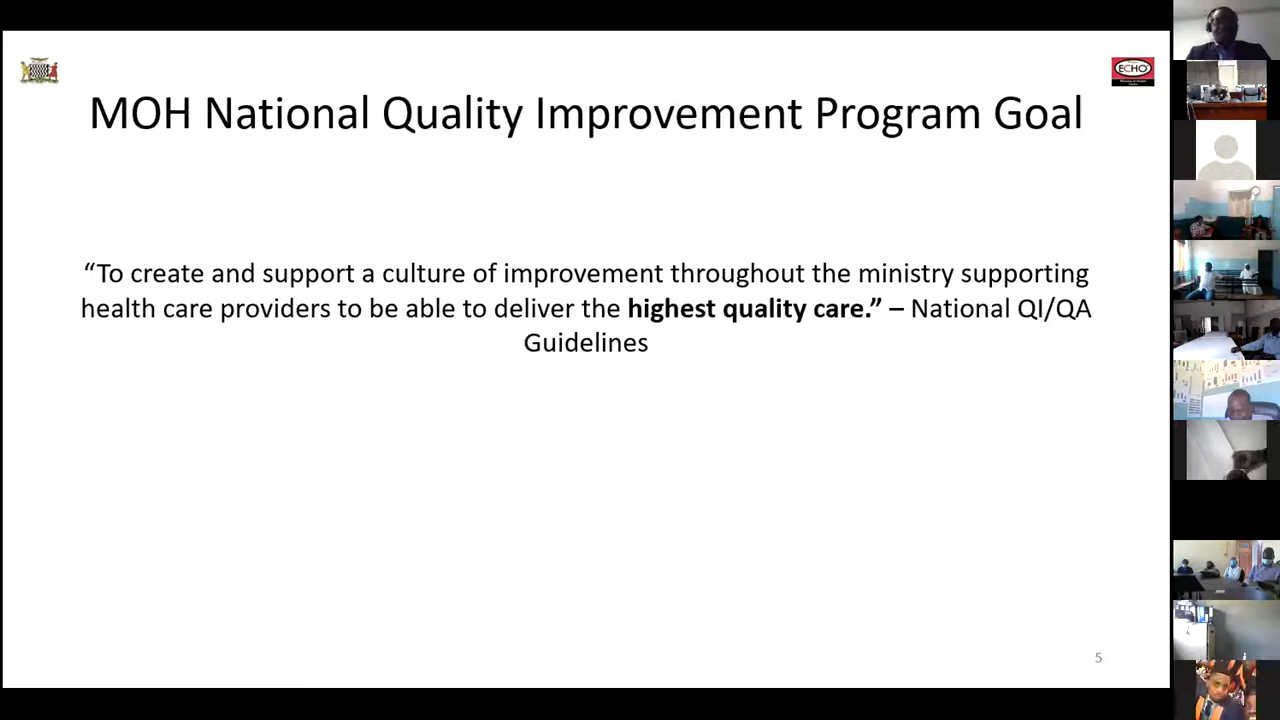 ECHO
MOH National Quality Improvement Program Goal
“To create and support a culture of improvement throughout the ministry supporting
health care providers to be able to deliver the highest quality care.” – National QI/QA
Guidelines
5